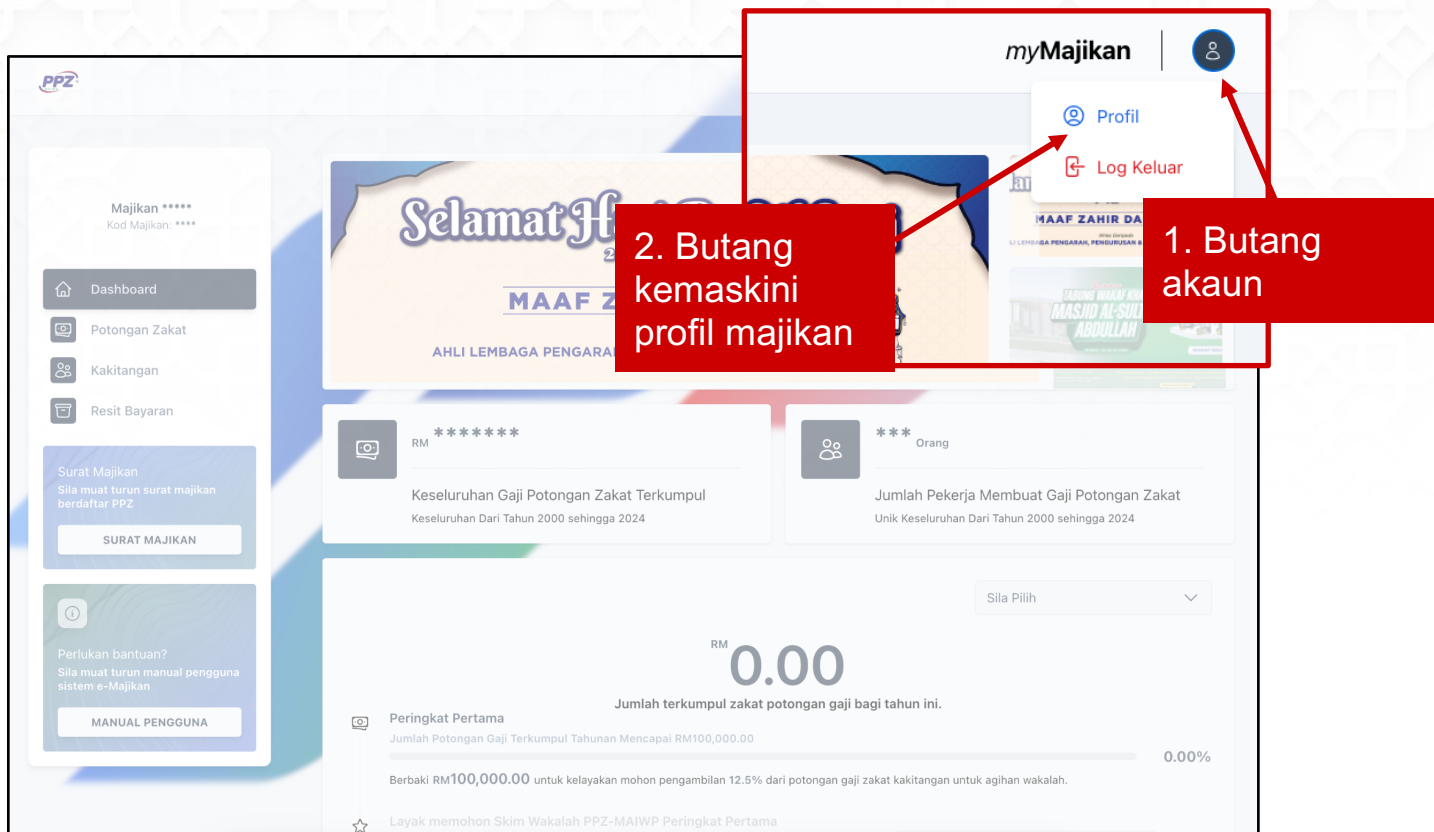 myMajikan
PPZ
Profil
Log Keluar
Majikan *****
Kod Majikan: ****
Dashboard
Potongan Zakat
Kakitangan
Resit Bayaran
Surat Majikan
Sila muat turun surat majikan
berdaftar PPZ
SURAT MAJIKAN
Perlukan bantuan?
Sila muat turun manual pengguna
sistem e-Majikan
MANUAL PENGGUNA
Selamat
MAAF Z
AHLI LEMBAGA PENGARA
MAAF ZAHIR DA
LI LEMBAGA PENGARAH, PENGURUSAN &
TABUNG WAKAF
MASJID AL-SUL
ABDULLAH
1. Butang
akaun
2. Butang
kemaskini
profil majikan
RM *******
Keseluruhan Gaji Potongan Zakat Terkumpul
Keseluruhan Dari Tahun 2000 sehingga 2024
*** Orang
Jumlah Pekerja Membuat Gaji Potongan Zakat
Unik Keseluruhan Dari Tahun 2000 sehingga 2024
Sila Pilih
RM 0.00
Jumlah terkumpul zakat potongan gaji bagi tahun ini.
Peringkat Pertama
Jumlah Potongan Gaji Terkumpul Tahunan Mencapai RM100,000.00
0.00%
Berbaki RM100,000.00 untuk kelayakan mohon pengambilan 12.5% dari potongan gaji zakat kakitangan untuk agihan wakalah.
Layak memohon Skim Wakalah PPZ-MAIWP Peringkat Pertama